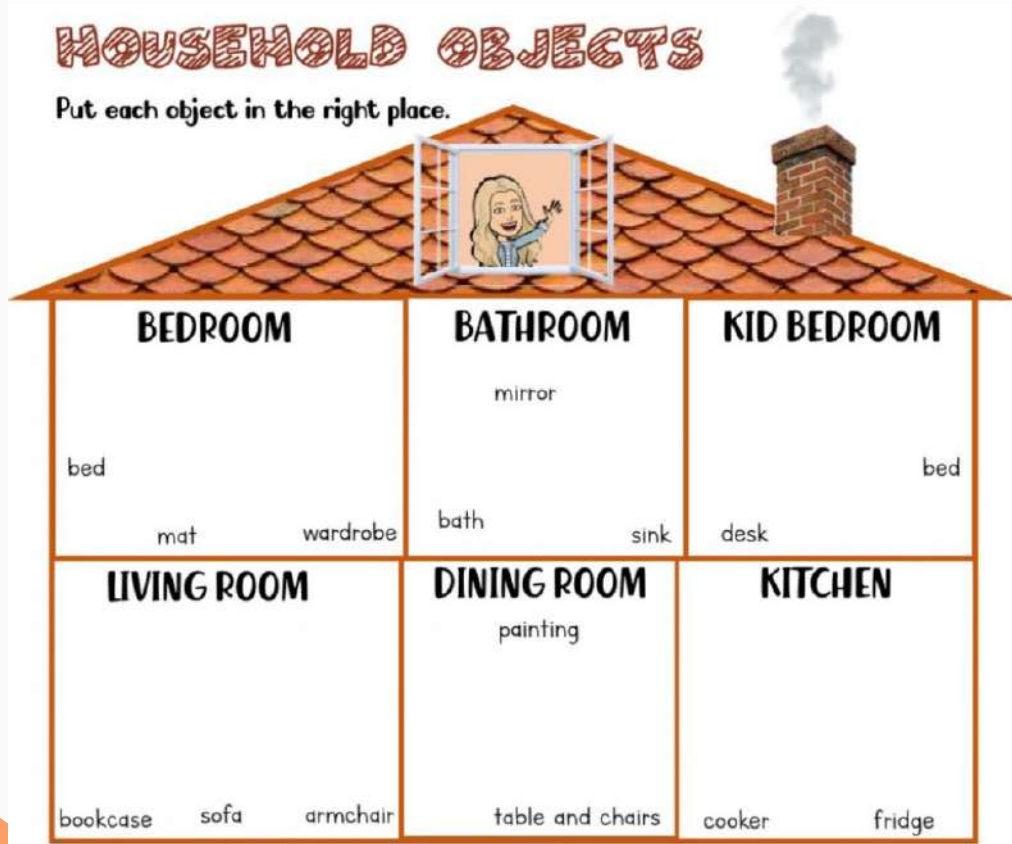 HOUSEHOLD OBJECTS
Put each object in the right place.
BEDROOM
bed
mat
wardrobe
BATHROOM
mirror
bath
sink
KID BEDROOM
bed
desk
LIVING ROOM
bookcase
sofa
armchair
DINING ROOM
painting
table and chairs
KITCHEN
cooker
fridge